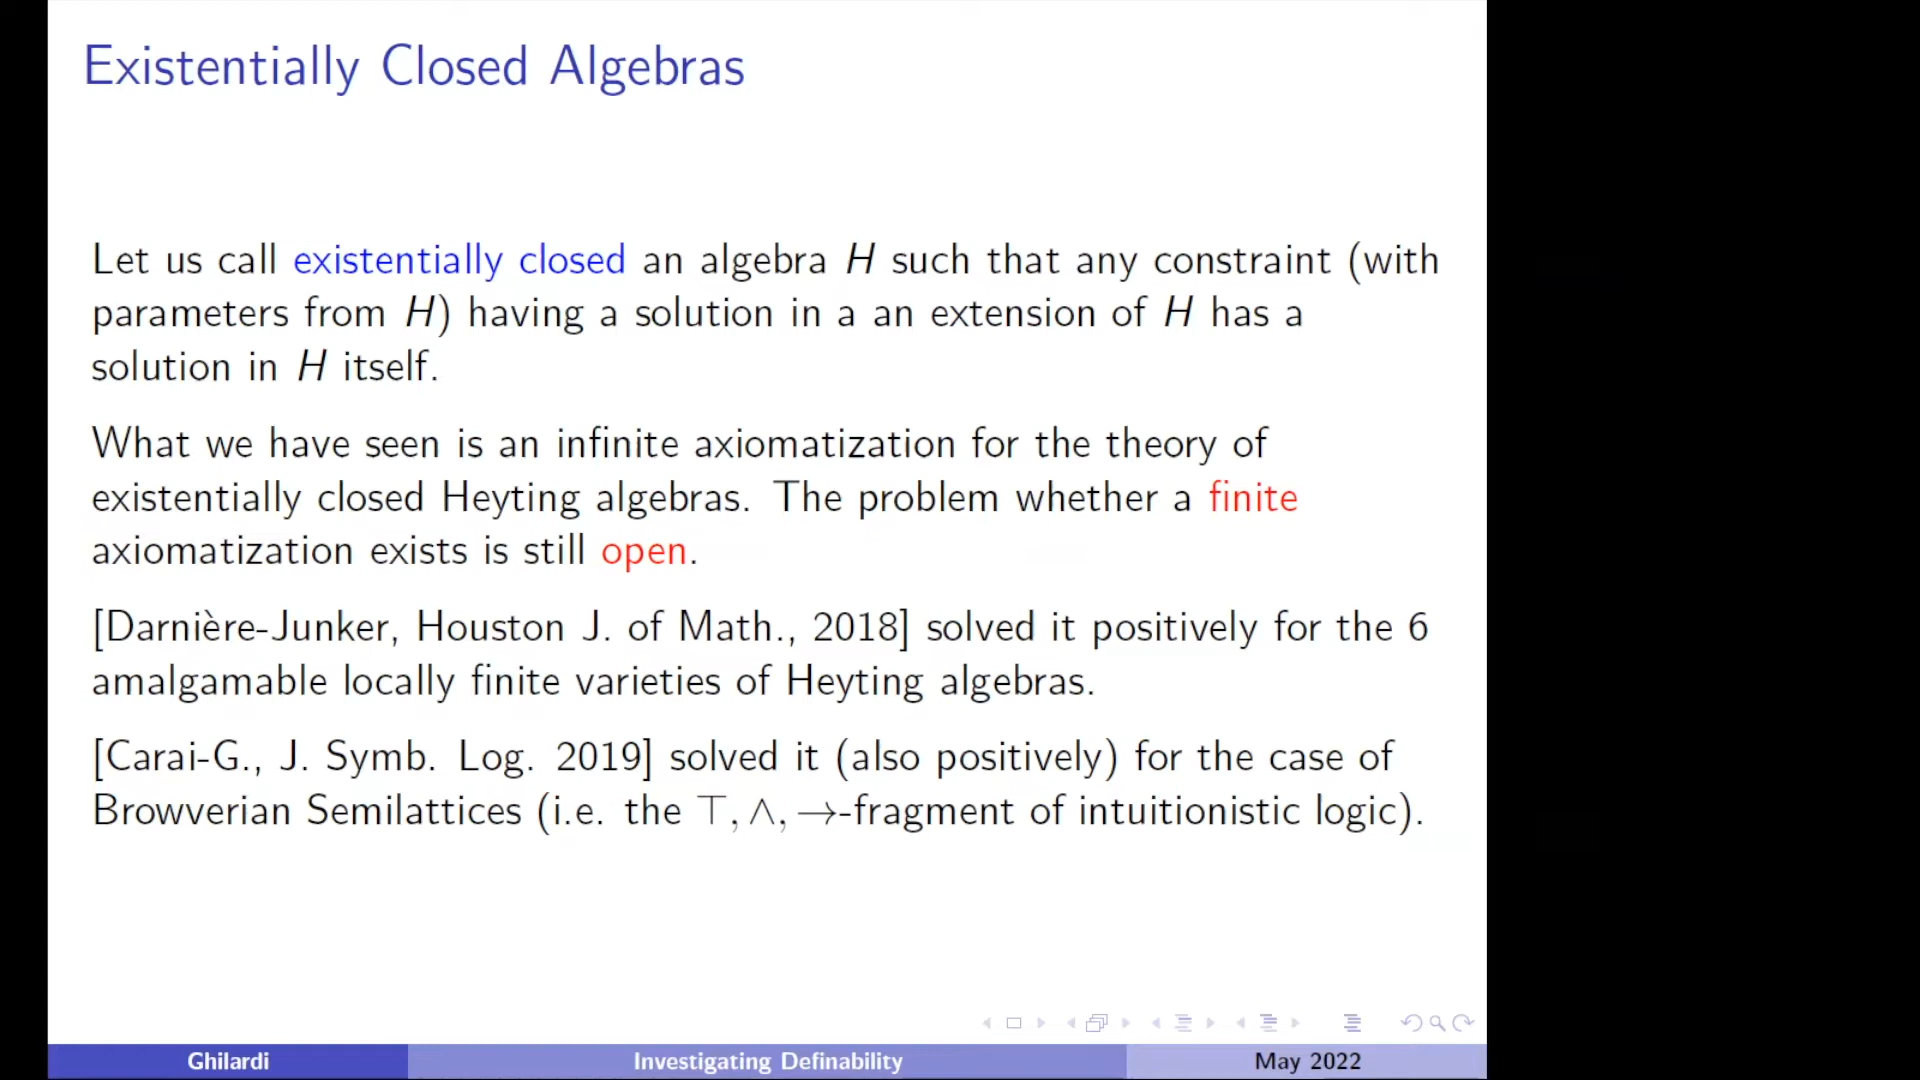 Existentially Closed Algebras
Let us call existentially closed an algebra H such that any constraint (with
parameters from H) having a solution in a an extension of H has a
solution in H itself.
What we have seen is an infinite axiomatization for the theory of
existentially closed Heyting algebras. The problem whether a finite
axiomatization exists is still open.
[Darnière-Junker, Houston J. of Math., 2018] solved it positively for the 6
amalgamable locally finite varieties of Heyting algebras.
[Carai-G., J. Symb. Log. 2019] solved it (also positively) for the case of
Browverian Semilattices (i.e. the ⊤, ∧, →-fragment of intuitionistic logic).
Ghilardi Investigating Definability May 2022